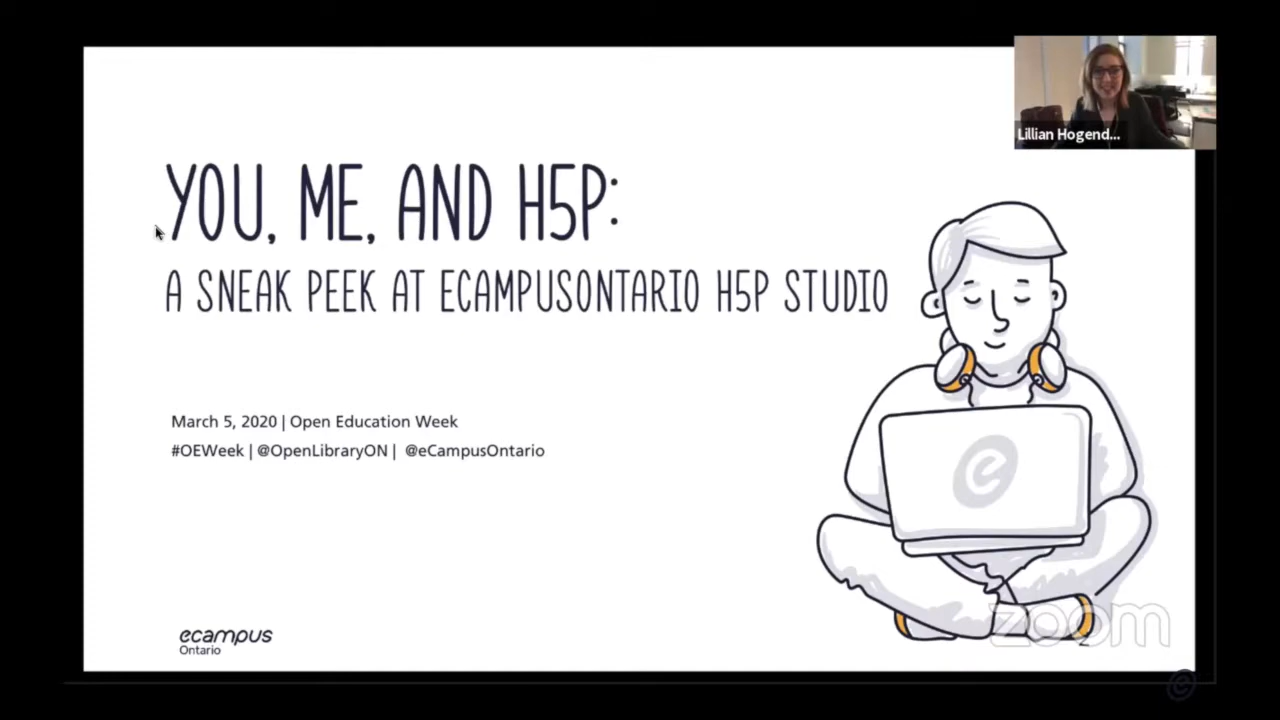 Lillian Hogend...
YOU, ME, AND H5P:
A SNEAK PEEK AT ECAMPUSONTARIO H5P STUDIO
March 5, 2020 | Open Education Week
#OEWeek | @OpenLibraryON | @eCampusOntario
ecampus
Ontario
zoom